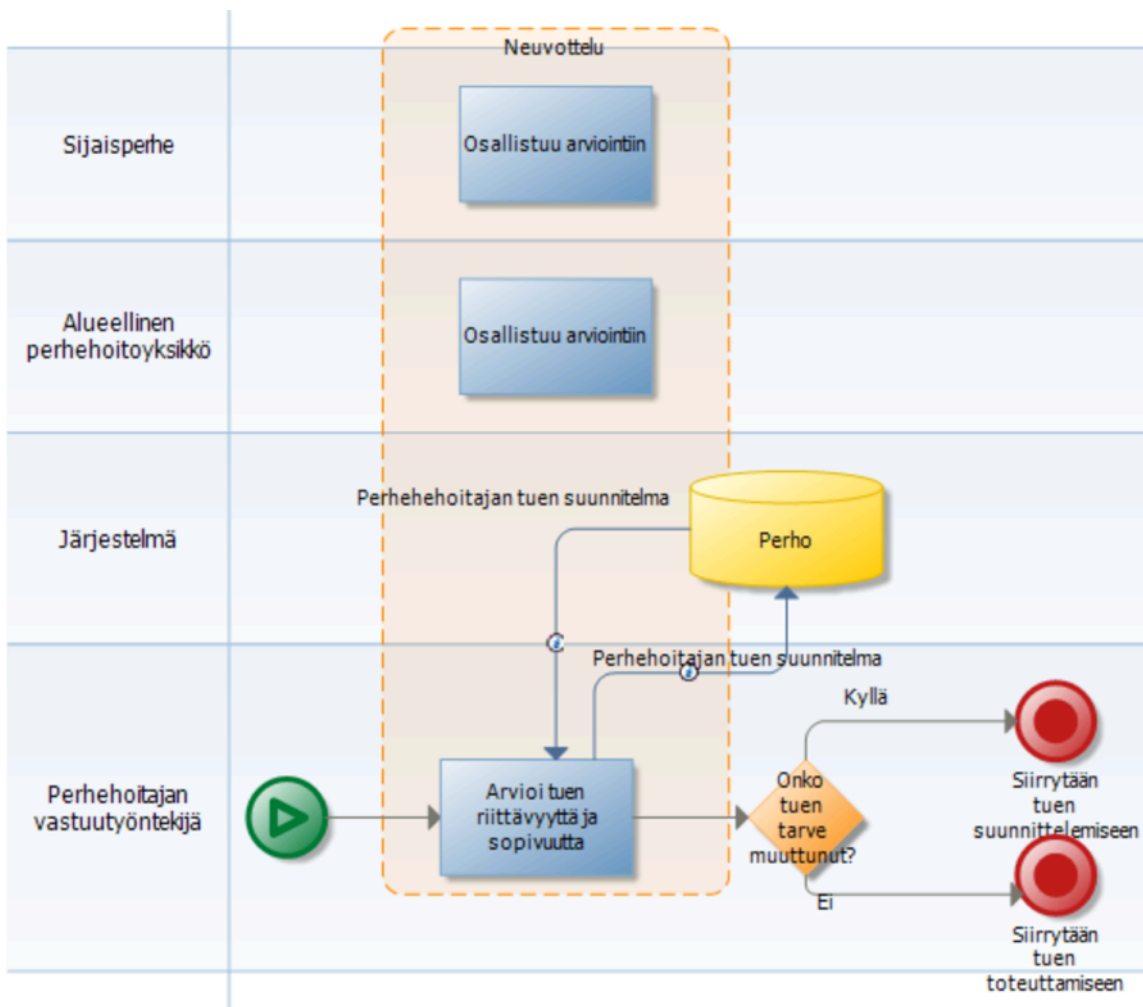 Neuvottelu
Sijaisperhe
Osallistuu arviointiin
Alueellinen
perhehoitoyksikkö
Osallistuu arviointiin
Järjestelmä
Perhehehoitajan tuen suunnitelma
Perho
Perhehoitajan tuen suunnitelma
Perhehoitajan
vastuutyöntekijä
Arvioi tuen
riittävyyttä ja
sopivuutta
Onko
tuen
tarve
muuttunut?
Kyllä
Siirrytään
tuen
suunnittelemiseen
Ei
Siirrytään
tuen
toteuttamiseen